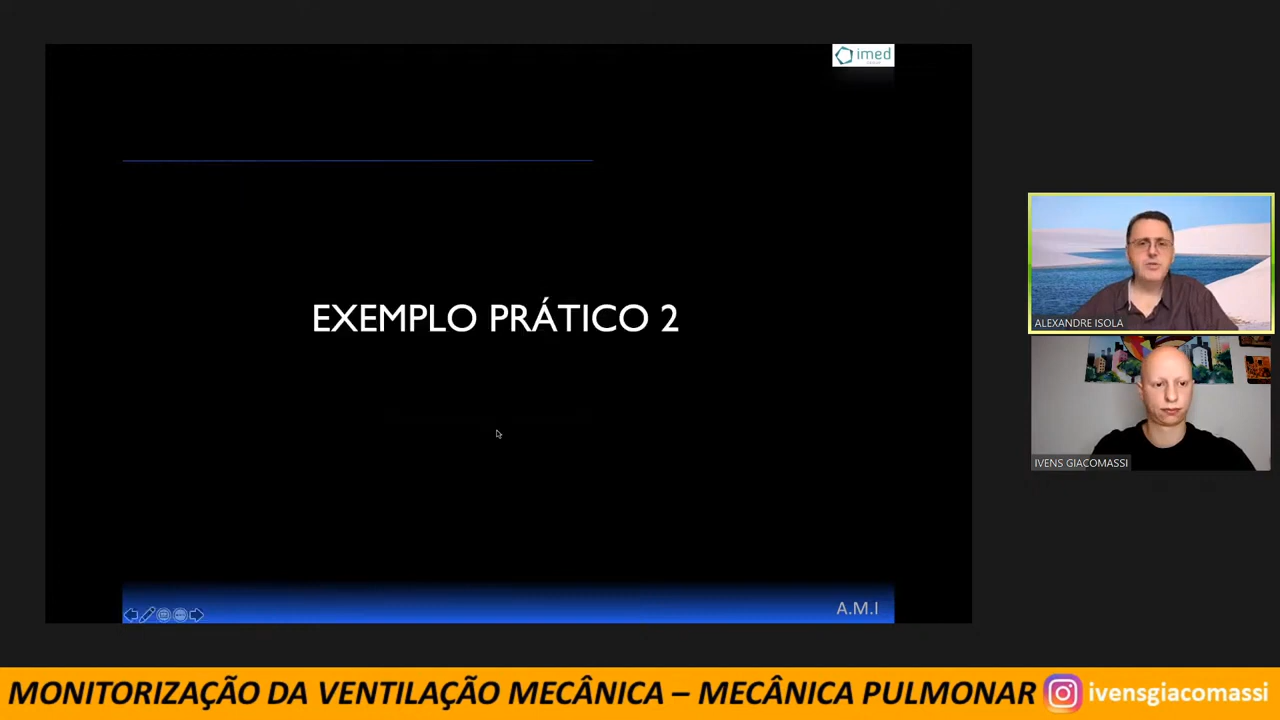 imed
EXEMPLO PRÁTICO 2
A.M.I
ALEXANDRE ISOLA
IVENS GIACOMASSI
MONITORIZAÇÃO DA VENTILAÇÃO MECÂNICA – MECÂNICA PULMONAR ivensgiacomassi